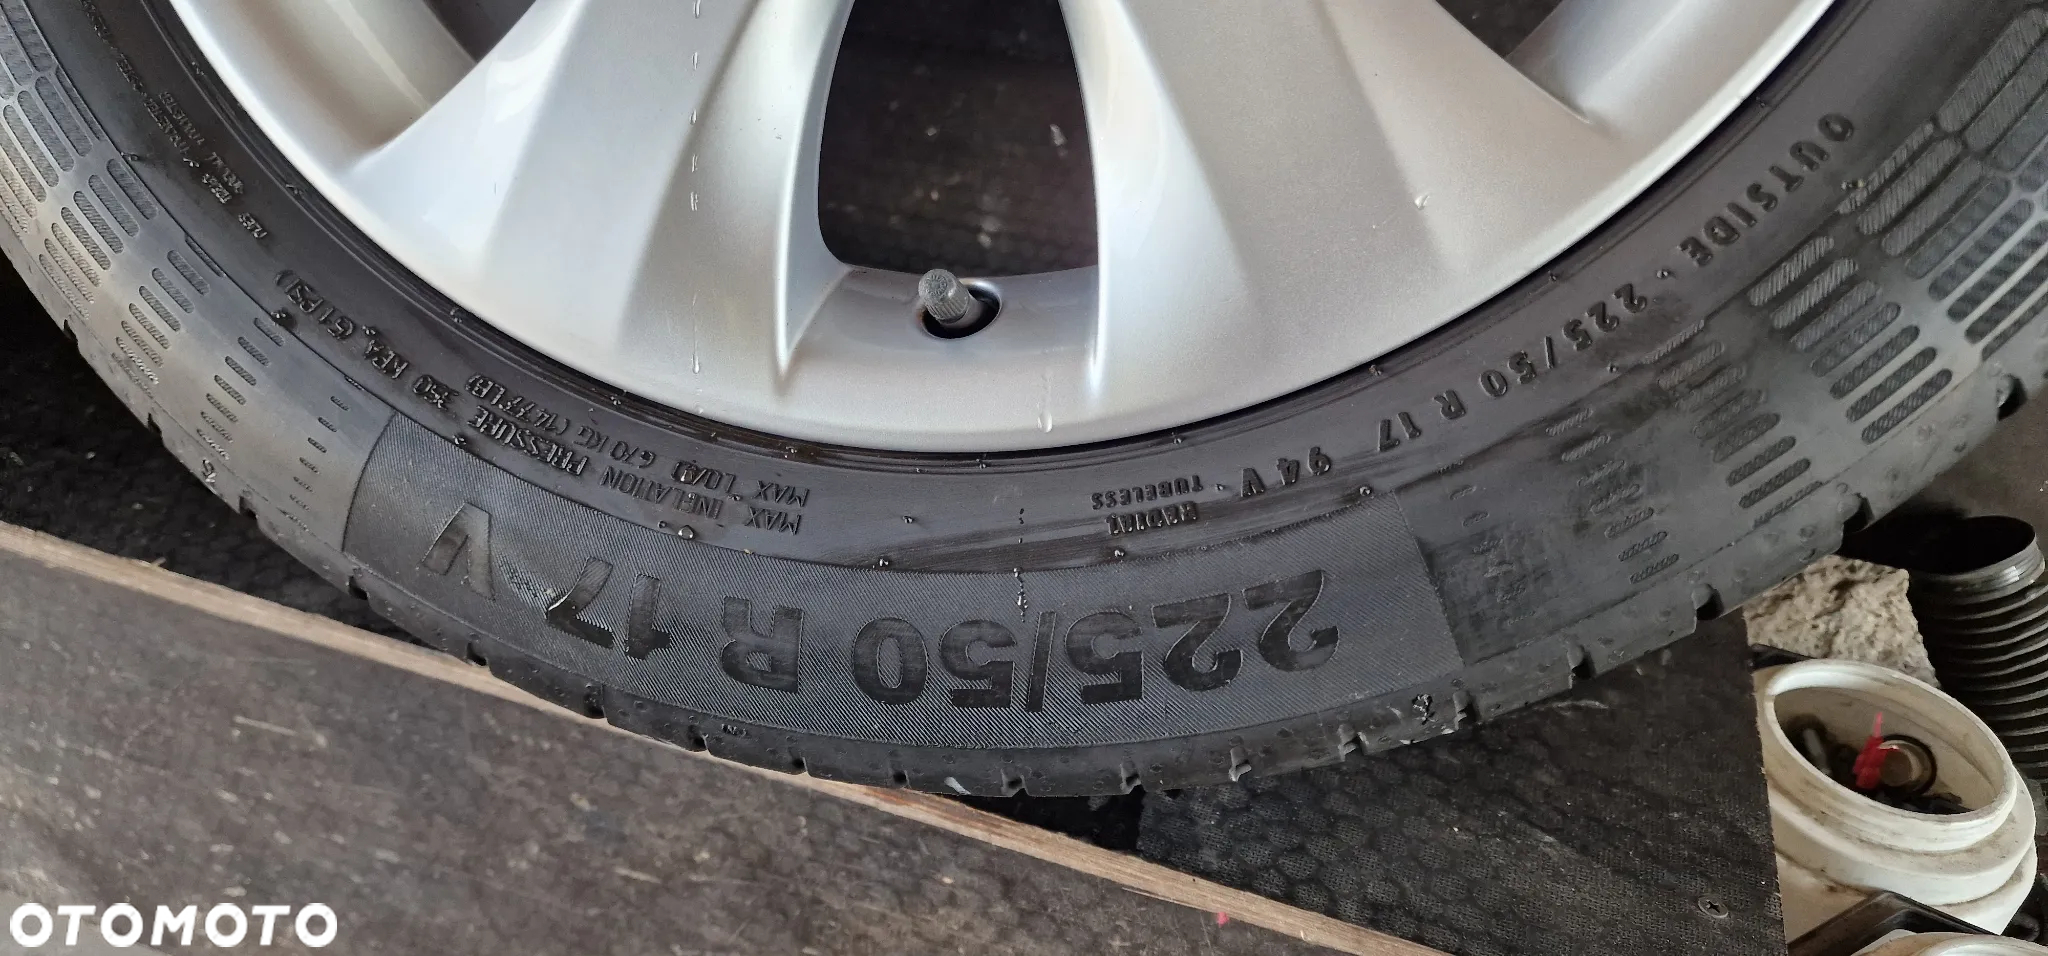 OUTSIDE · 225/50 R 17 94 V ·
RADIAL
TUBELESS
MAX INFLATION PRESSURE 350 KPA (51 PSI)
MAX LOAD 670 KG (1477 LB)
225/50 R 17 V
OTOMOTO